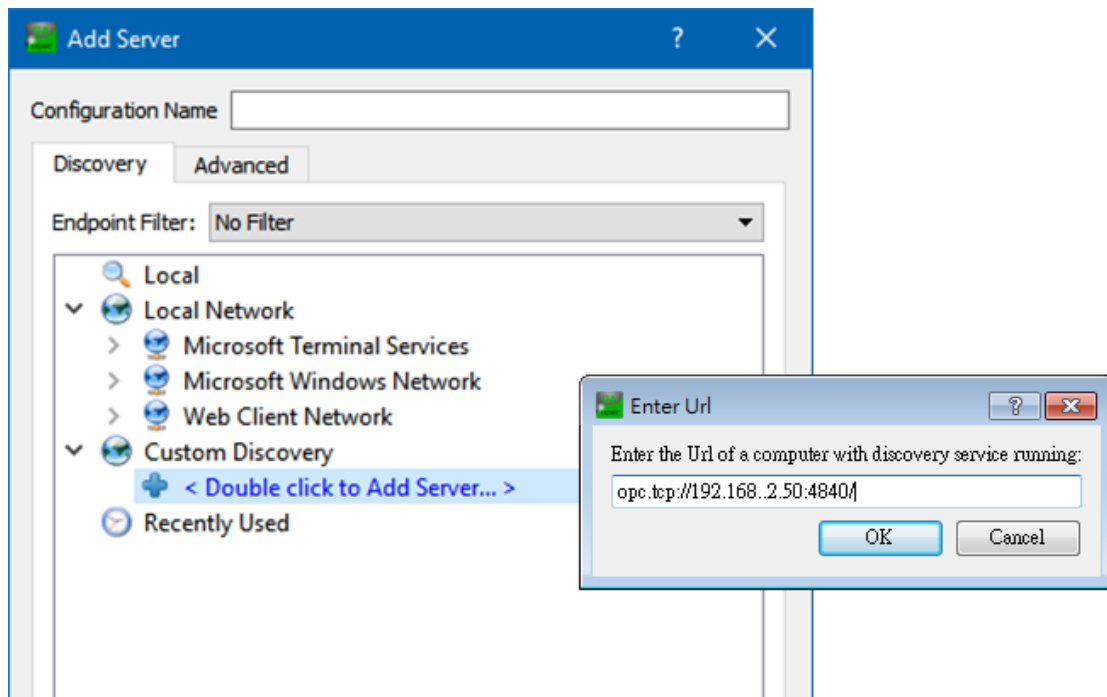 Add Server
?
Configuration Name
Discovery Advanced
Endpoint Filter: No Filter
Local
Local Network
Microsoft Terminal Services
Microsoft Windows Network
Web Client Network
Custom Discovery
< Double click to Add Server... >
Recently Used
Enter Url
?
Enter the Url of a computer with discovery service running:
opc.tcp://192.168..2.50:4840/
OK Cancel